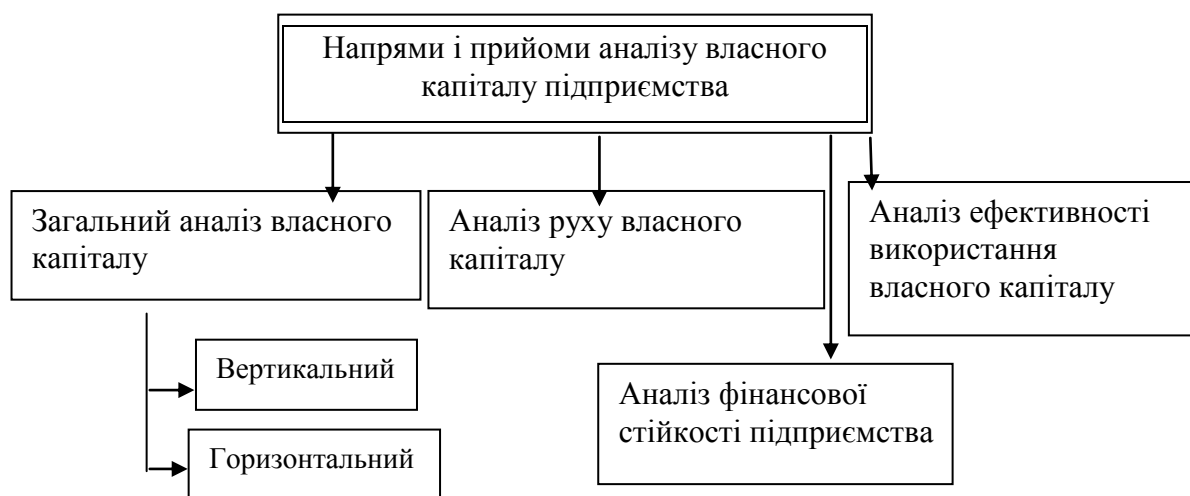 Напрями і прийоми аналізу власного
капіталу підприємства
Загальний аналіз власного
капіталу
Аналіз руху власного
капіталу
Аналіз ефективності
використання
власного капіталу
Вертикальний
Горизонтальний
Аналіз фінансової
стійкості підприємства